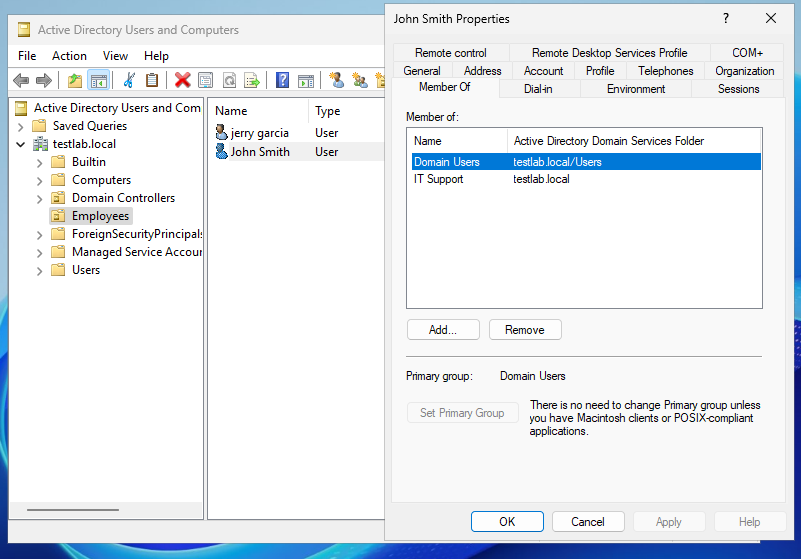 Active Directory Users and Computers
File Action View Help
Active Directory Users and Com
Saved Queries
testlab.local
Builtin
Computers
Domain Controllers
Employees
ForeignSecurityPrincipals
Managed Service Accour
Users
Name Type
jerry garcia User
John Smith User
John Smith Properties
? 
Remote control Remote Desktop Services Profile COM+
General Address Account Profile Telephones Organization
Member Of Dial-in Environment Sessions
Member of:
Name Active Directory Domain Services Folder
Domain Users testlab.local/Users
IT Support testlab.local
Add... Remove
Primary group: Domain Users
Set Primary Group
There is no need to change Primary group unless
you have Macintosh clients or POSIX-compliant
applications.
OK Cancel Apply Help